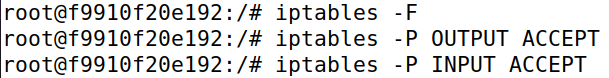 root@f9910f20e192:/# iptables -F
root@f9910f20e192:/# iptables -P OUTPUT ACCEPT
root@f9910f20e192:/# iptables -P INPUT ACCEPT